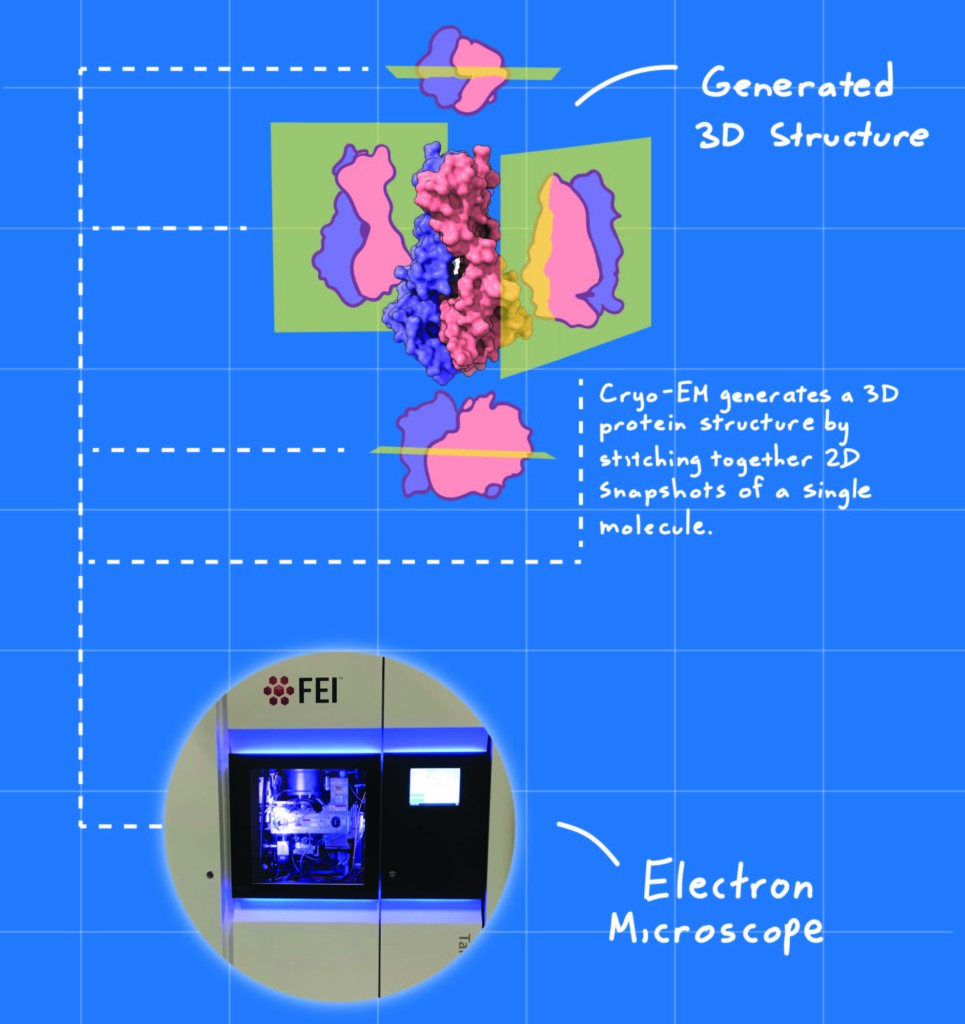 Generated
3D Structure
Cryo-EM generates a 3D
protein structure by
stitching together 2D
snapshots of a single
molecule.
FEI
Electron
Microscope